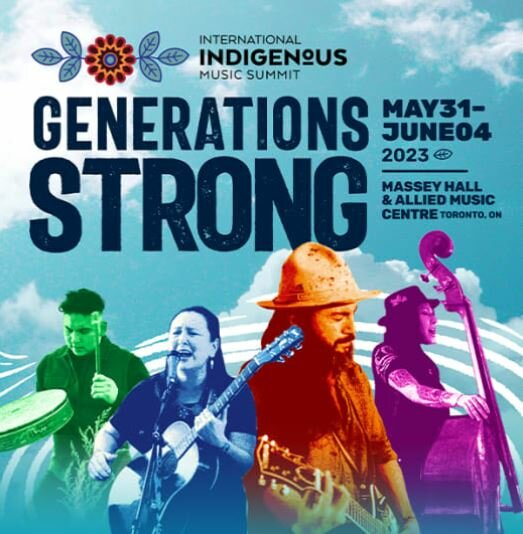 INTERNATIONAL
INDIGENOUS
MUSIC SUMMIT
GENERATIONS
STRONG
MAY31-
JUNE04
2023
MASSEY HALL
& ALLIED MUSIC
CENTRE TORONTO, ON